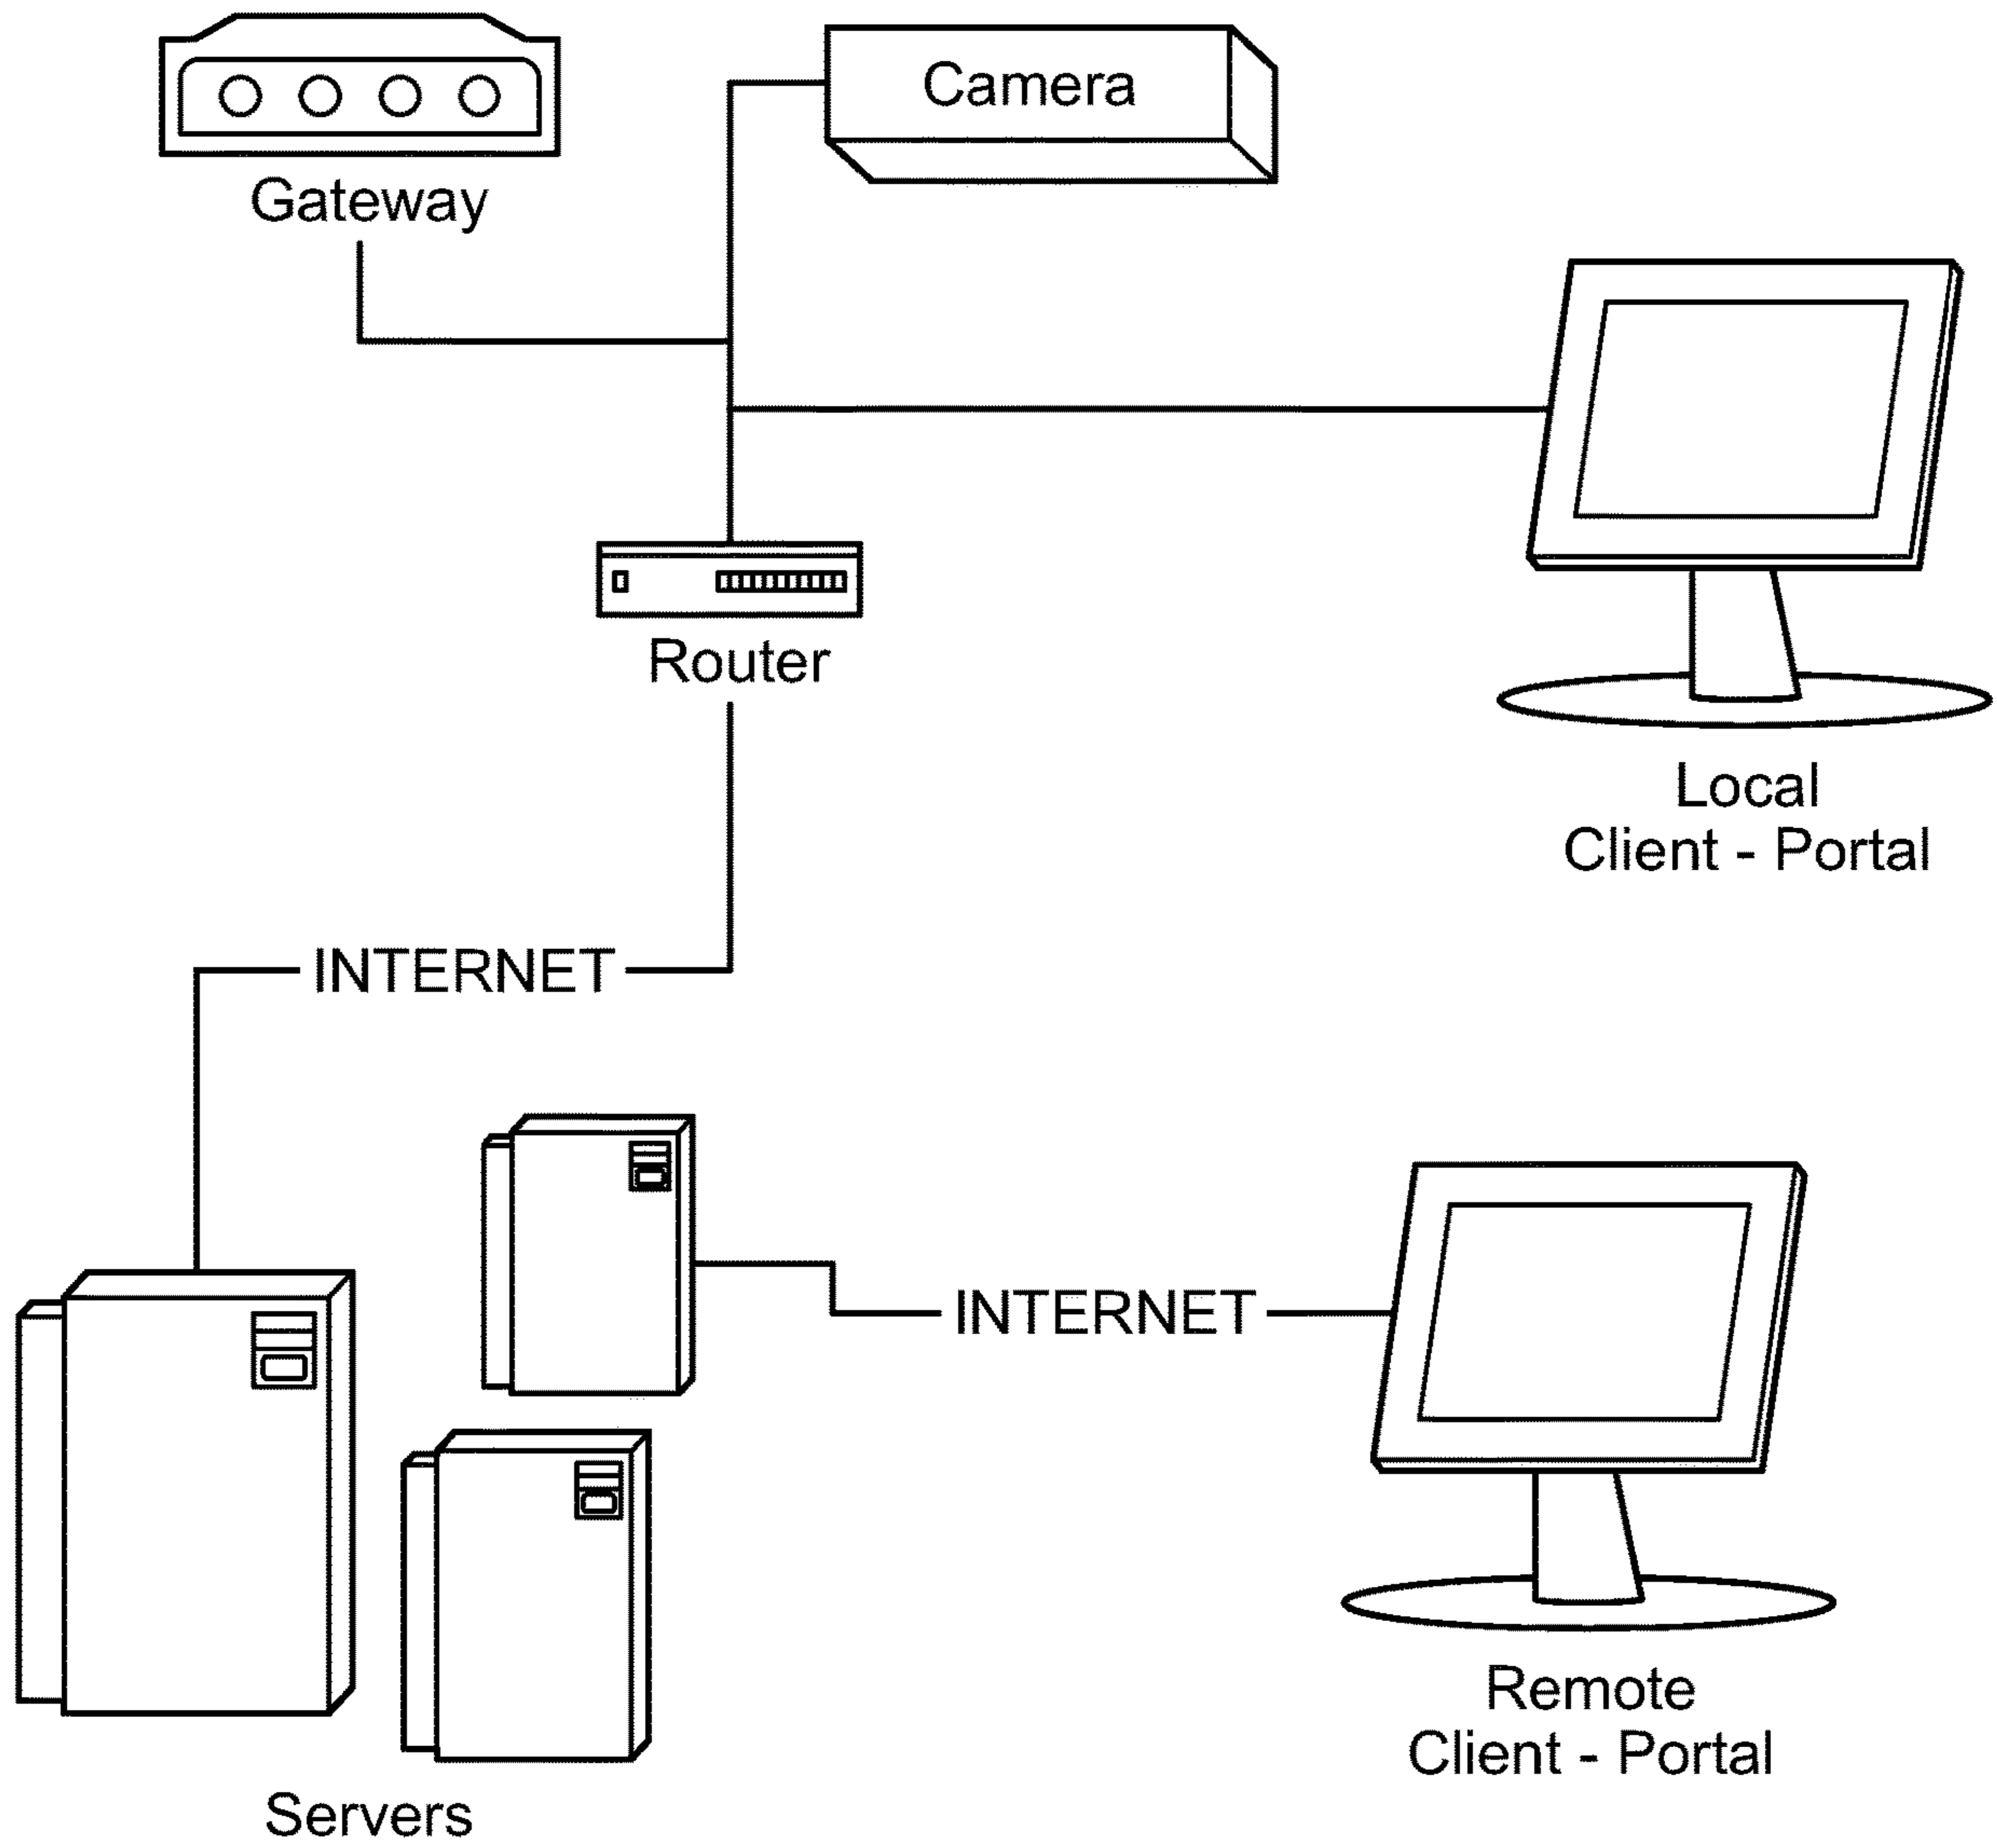 Camera
Gateway
Router
Local
Client - Portal
INTERNET
INTERNET
Remote
Client - Portal
Servers